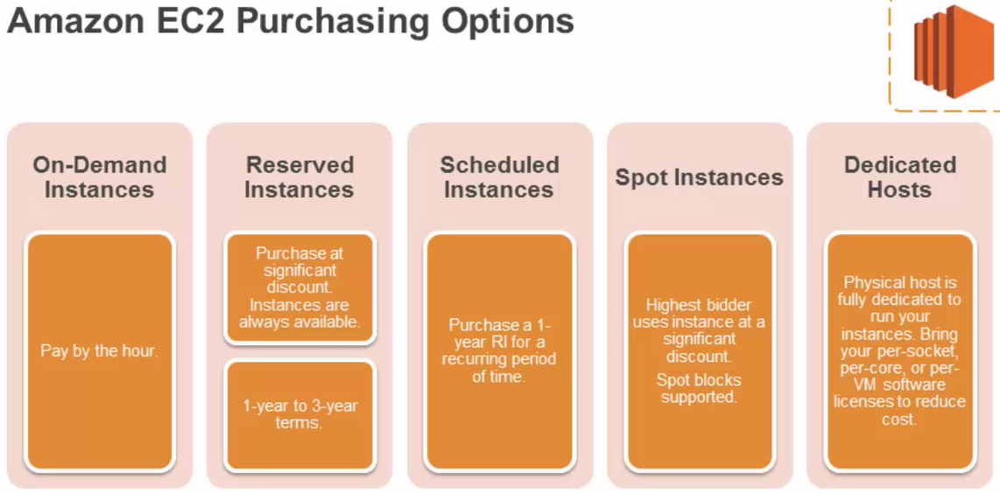 Amazon EC2 Purchasing Options
On-Demand
Instances
Pay by the hour.
Reserved
Instances
Purchase at
significant
discount.
Instances are
always available.
1-year to 3-year
terms.
Scheduled
Instances
Purchase a 1-
year RI for a
recurring period
of time.
Spot Instances
Highest bidder
uses instance at a
significant
discount.
Spot blocks
supported.
Dedicated
Hosts
Physical host is
fully dedicated to
run your
instances. Bring
your per-socket,
per-core, or per-
VM software
licenses to reduce
cost.